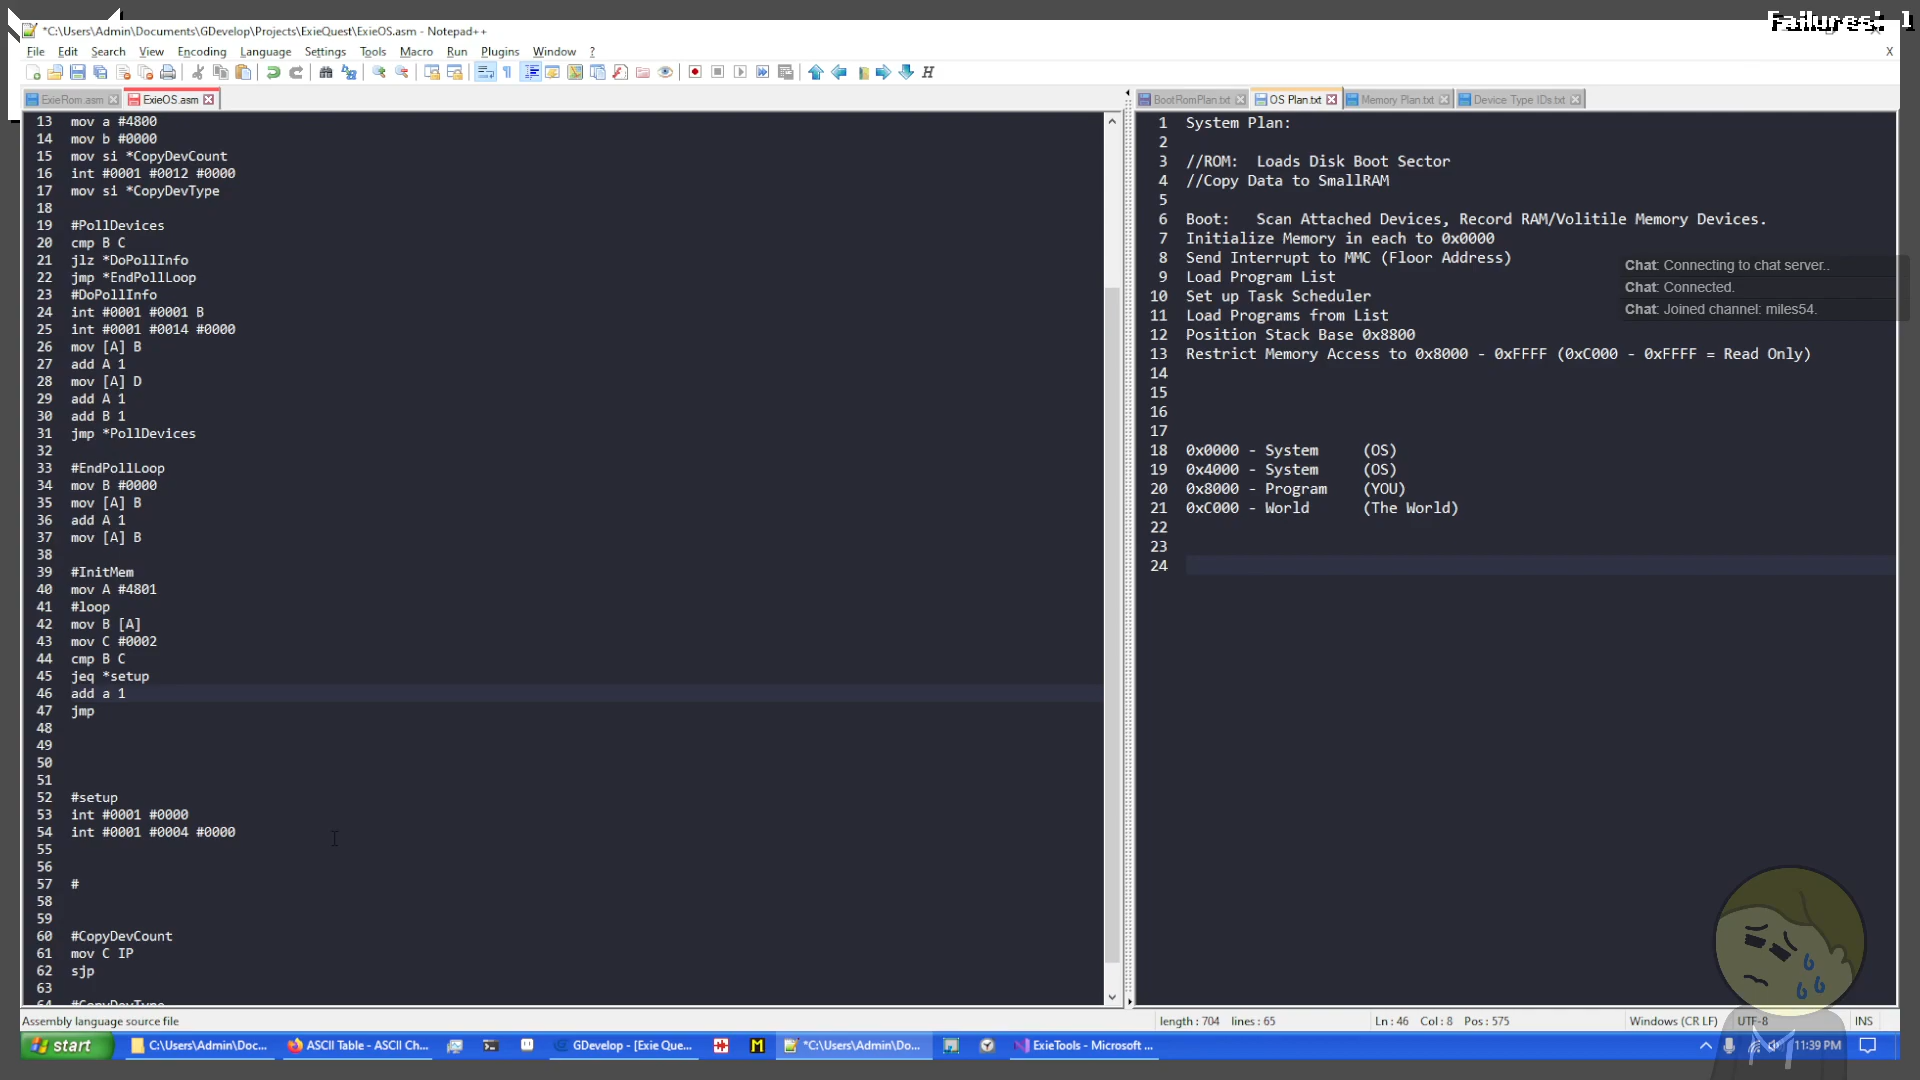 Failures: 1
*C:\Users\Admin\Documents\GDevelop\Projects\ExieQuest\ExieOS.asm - Notepad++
File Edit Search View Encoding Language Settings Tools Macro Run Plugins Window ?
X
ExieRom.asm
ExieOS.asm
13 mov a #4800
14 mov b #0000
15 mov si *CopyDevCount
16 int #0001 #0012 #0000
17 mov si *CopyDevType
18
19 #PollDevices
20 cmp B C
21 jlz *DoPollInfo
22 jmp *EndPollLoop
23 #DoPollInfo
24 int #0001 #0001 B
25 int #0001 #0014 #0000
26 mov [A] B
27 add A 1
28 mov [A] D
29 add A 1
30 add B 1
31 jmp *PollDevices
32
33 #EndPollLoop
34 mov B #0000
35 mov [A] B
36 add A 1
37 mov [A] B
38
39 #InitMem
40 mov A #4801
41 #loop
42 mov B [A]
43 mov C #0002
44 cmp B C
45 jeq *setup
46 add a 1
47 jmp
48
49
50
51
52 #setup
53 int #0001 #0000
54 int #0001 #0004 #0000
55
56
57 #
58
59
60 #CopyDevCount
61 mov C IP
62 sjp
63
64 #CopyDevType
BootRomPlan.txt
OS Plan.txt
Memory Plan.txt
Device Type IDs.txt
1 System Plan:
2
3 //ROM: Loads Disk Boot Sector
4 //Copy Data to SmallRAM
5
6 Boot: Scan Attached Devices, Record RAM/Volitile Memory Devices.
7 Initialize Memory in each to 0x0000
8 Send Interrupt to MMC (Floor Address)
9 Load Program List
10 Set up Task Scheduler
11 Load Programs from List
12 Position Stack Base 0x8800
13 Restrict Memory Access to 0x8000 - 0xFFFF (0xC000 - 0xFFFF = Read Only)
14
15
16
17
18 0x0000 - System (OS)
19 0x4000 - System (OS)
20 0x8000 - Program (YOU)
21 0xC000 - World (The World)
22
23
24
Chat: Connecting to chat server..
Chat: Connected.
Chat: Joined channel: miles54.
Assembly language source file
length : 704 lines : 65
Ln : 46 Col : 8 Pos : 575
Windows (CR LF)
UTF-8
INS
start
C:\Users\Admin\Doc...
ASCII Table - ASCII Ch...
GDevelop - [Exie Que...
*C:\Users\Admin\Do...
ExieTools - Microsoft ...
11:39 PM